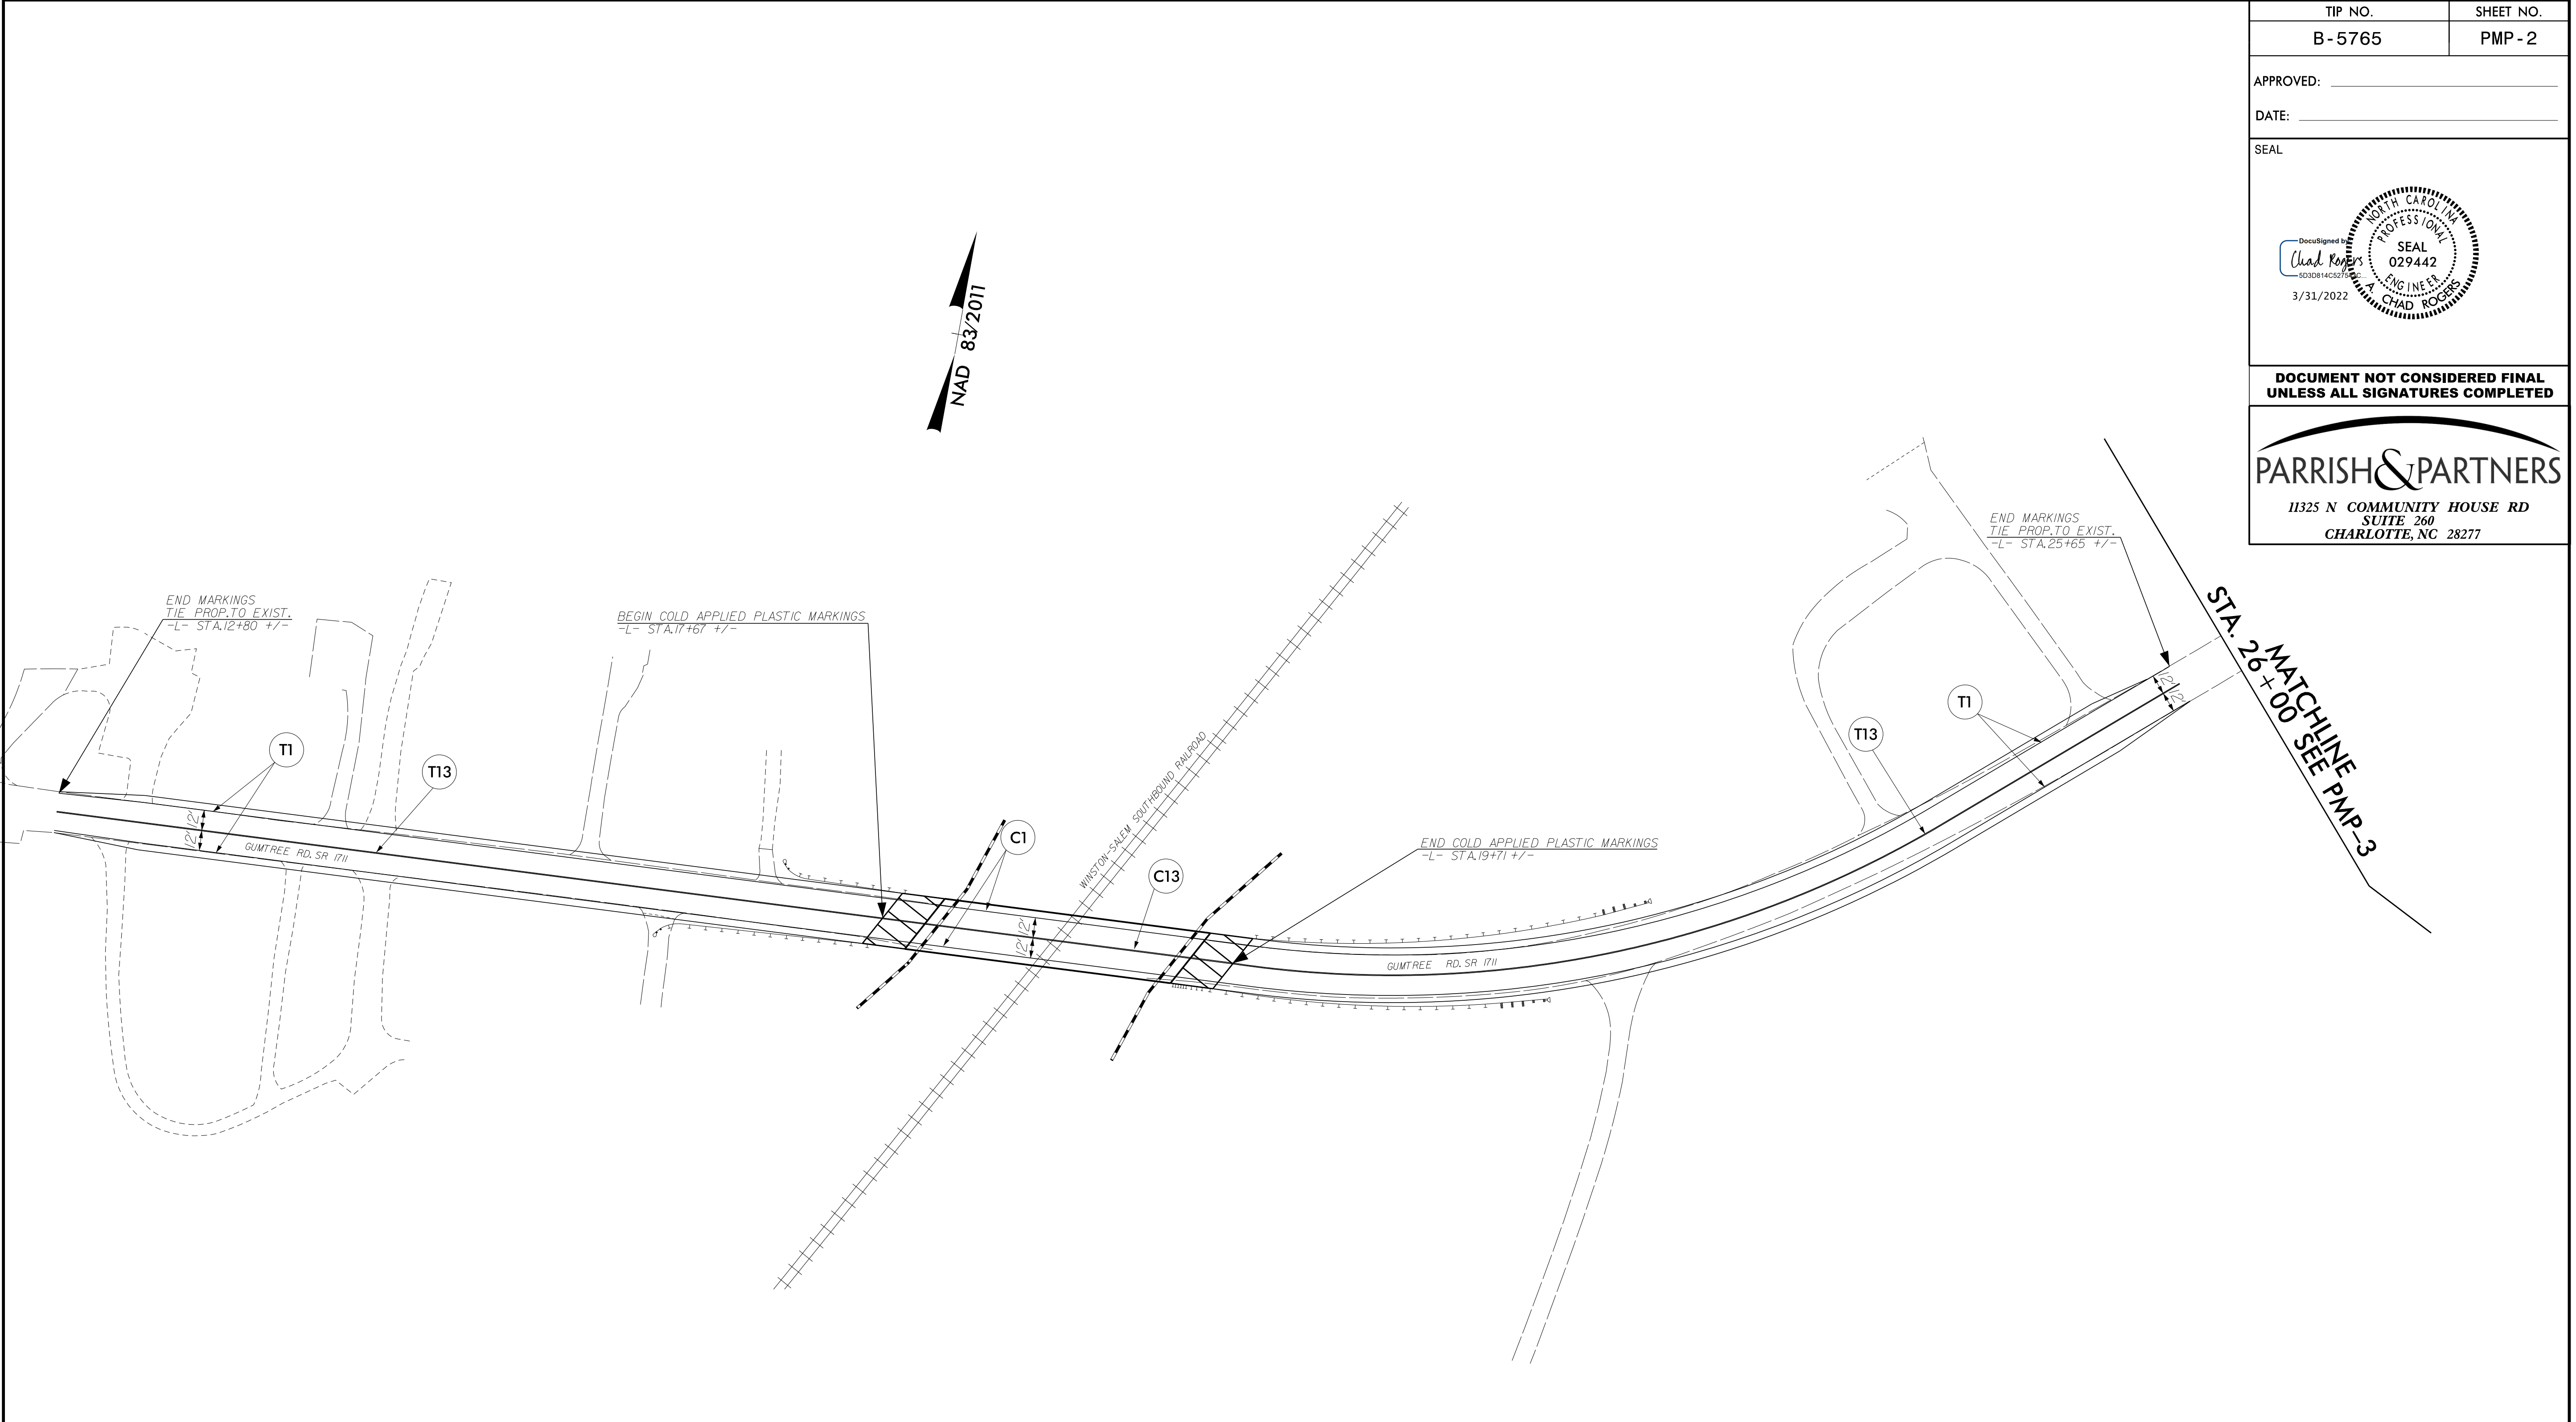 TIP NO.
SHEET NO.
B-5765
PMP-2
APPROVED:
DATE:
SEAL
NORTH CAROLINA
PROFESSIONAL
SEAL
029442
ENGINEER
A. CHAD ROGERS
DocuSigned by
Chad Rogers
3/31/2022
DOCUMENT NOT CONSIDERED FINAL
UNLESS ALL SIGNATURES COMPLETED
PARRISH&PARTNERS
11325 N COMMUNITY HOUSE RD
SUITE 260
CHARLOTTE, NC 28277
NAD 83/2011
END MARKINGS
TIE PROP. TO EXIST.
-L- STA. 25+65 +/-
END MARKINGS
TIE PROP. TO EXIST.
-L- STA. 12+80 +/-
BEGIN COLD APPLIED PLASTIC MARKINGS
-L- STA. 17+67 +/-
MATCHLINE
STA. 26+00 SEE PMP-3
T1
T13
T1
T13
12'
12'
12'
12'
GUMTREE RD. SR 1711
WINSTON-SALEM SOUTHBOUND RAILROAD
C1
C13
12'
12'
END COLD APPLIED PLASTIC MARKINGS
-L- STA. 19+71 +/-
GUMTREE RD. SR 1711